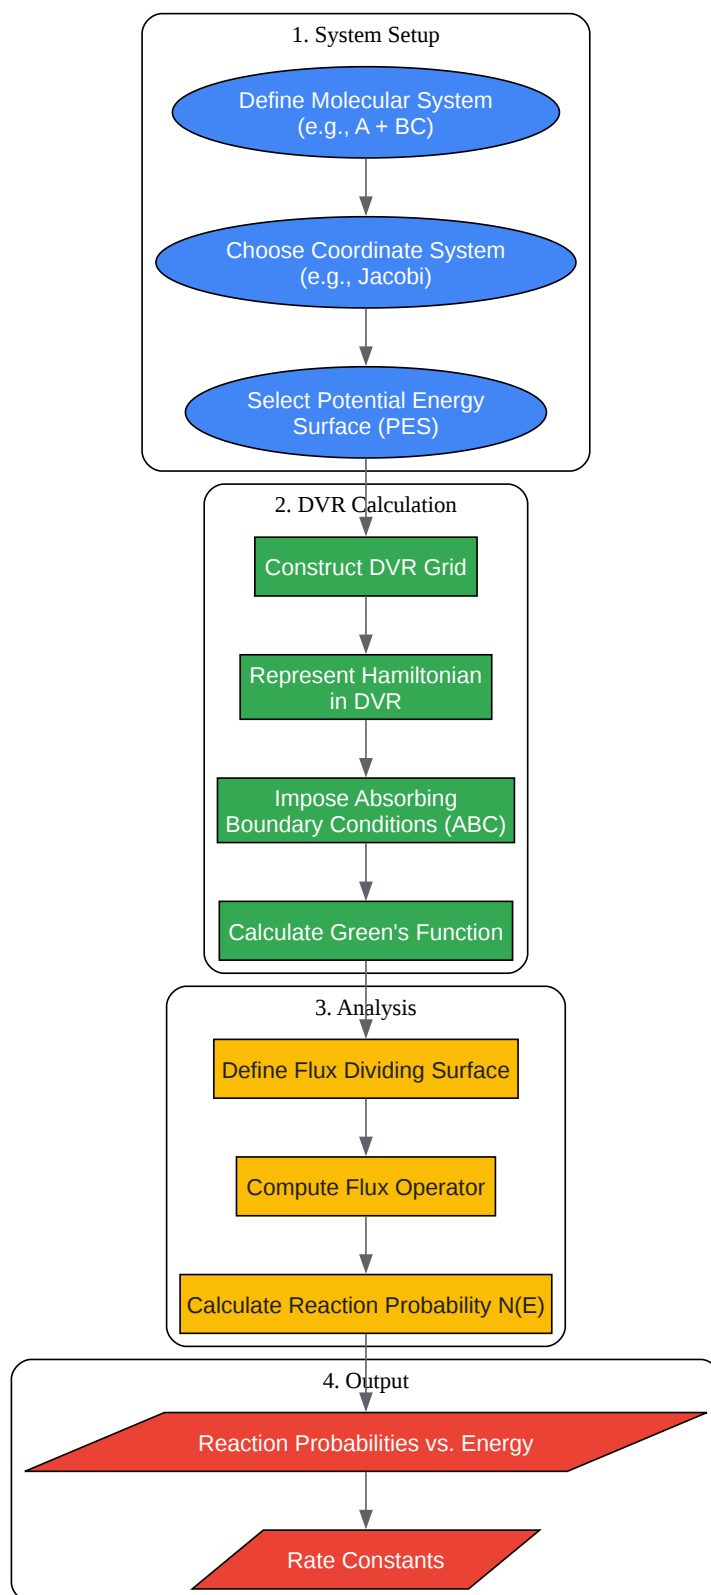 1. System Setup
Define Molecular System
(e.g., A + BC)
Choose Coordinate System
(e.g., Jacobi)
Select Potential Energy
Surface (PES)
2. DVR Calculation
Construct DVR Grid
Represent Hamiltonian
in DVR
Impose Absorbing
Boundary Conditions (ABC)
Calculate Green's Function
3. Analysis
Define Flux Dividing Surface
Compute Flux Operator
Calculate Reaction Probability N(E)
4. Output
Reaction Probabilities vs. Energy
Rate Constants